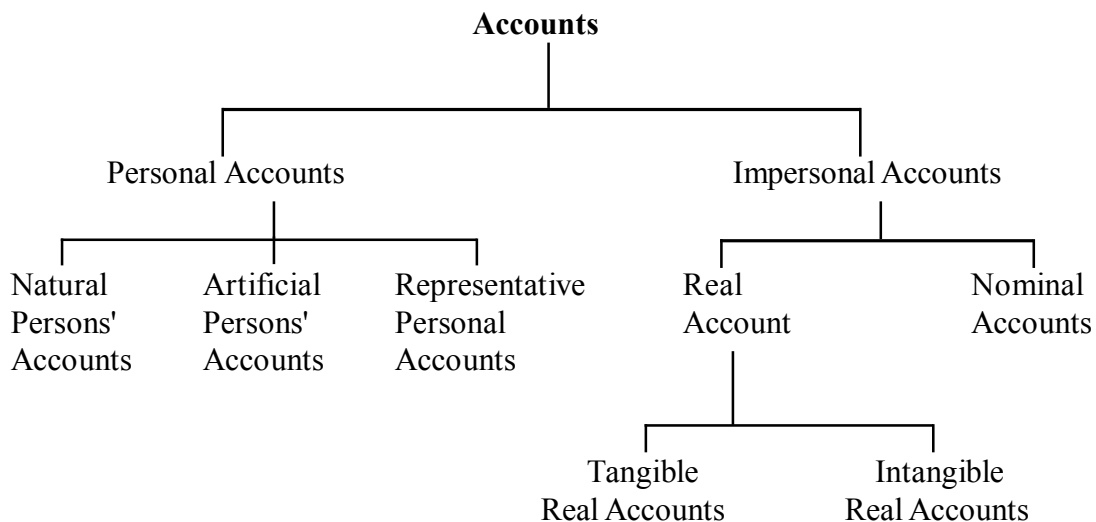 Accounts
Personal Accounts
Impersonal Accounts
Natural
Persons'
Accounts
Artificial
Persons'
Accounts
Representative
Personal
Accounts
Real
Account
Nominal
Accounts
Tangible
Real Accounts
Intangible
Real Accounts